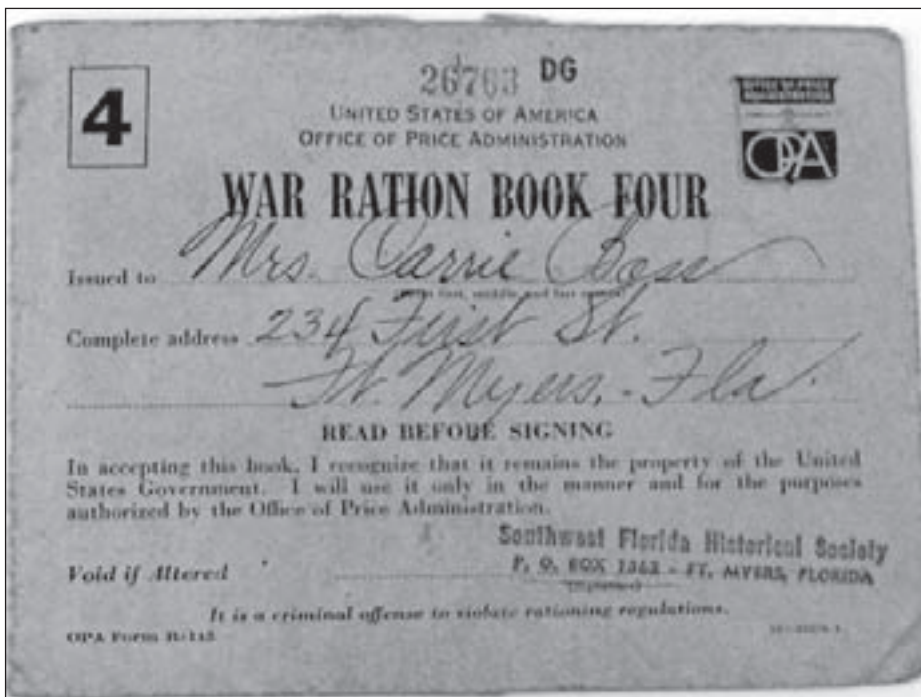 4
26763 DG
UNITED STATES OF AMERICA
OFFICE OF PRICE ADMINISTRATION
OFFICE OF PRICE
ADMINISTRATION
OPA
WAR RATION BOOK FOUR
Issued to Mrs. Carrie
Complete address 234 First St.
Ft. Myers, - Fla.
READ BEFORE SIGNING
In accepting this book, I recognize that it remains the property of the United
States Government. I will use it only in the manner and for the purposes
authorized by the Office of Price Administration.
Southwest Florida Historical Society
Void if Altered P. O. BOX - FT. MYERS, FLORIDA
It is a criminal offense to violate rationing regulations.
OPA Form